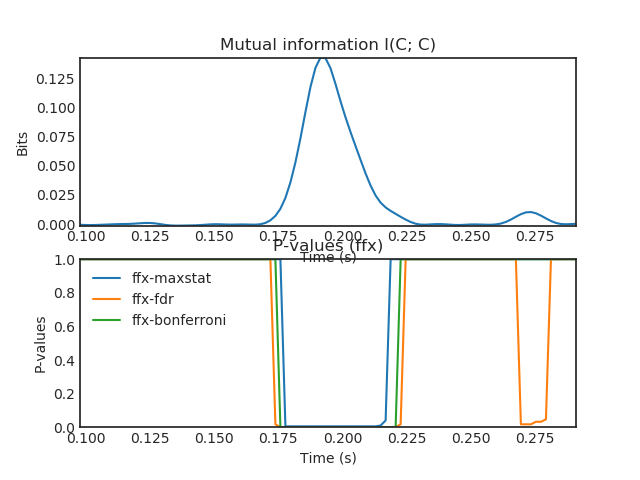 Mutual information I(C; C)
0.125
0.100
0.075
0.050
0.025
0.000
Bits
0.100 0.125 0.150 0.175 0.200 0.225 0.250 0.275
Time (s)
P-values (ffx)
1.0
0.8
0.6
0.4
0.2
0.0
P-values
ffx-maxstat
ffx-fdr
ffx-bonferroni
0.100 0.125 0.150 0.175 0.200 0.225 0.250 0.275
Time (s)